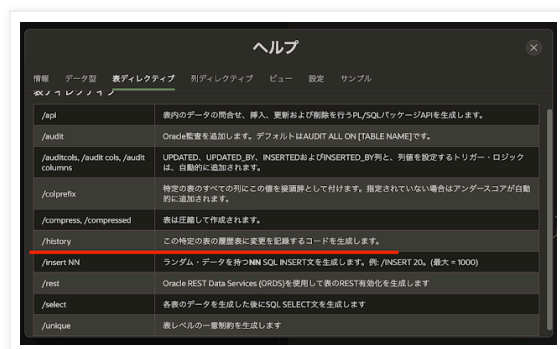 ヘルプ
情報 データ型 表ディレクティブ 列ディレクティブ ビュー 設定 サンプル
表ディレクティブ
/api 表内のデータの問合せ、挿入、更新および削除を行うPL/SQLパッケージAPIを生成します。
/audit Oracle監査を追加します。デフォルトはAUDIT ALL ON [TABLE NAME]です。
/auditcols, /audit cols, /audit UPDATED、UPDATED_BY、INSERTEDおよびINSERTED_BY列と、列値を設定するトリガー・ロジック
columns は、自動的に追加されます。
/colprefix 特定の表のすべての列にこの値を接頭辞として付けます。指定されていない場合はアンダースコアが自動
的に追加されます。
/compress, /compressed 表は圧縮して作成されます。
/history この特定の表の履歴表に変更を記録するコードを生成します。
/insert NN ランダム・データを持つNN SQL INSERT文を生成します。例: /INSERT 20。(最大 = 1000)
/rest Oracle REST Data Services (ORDS)を使用して表のREST有効化を生成します
/select 各表のデータを生成した後にSQL SELECT文を生成します
/unique 表レベルの一意制約を生成します